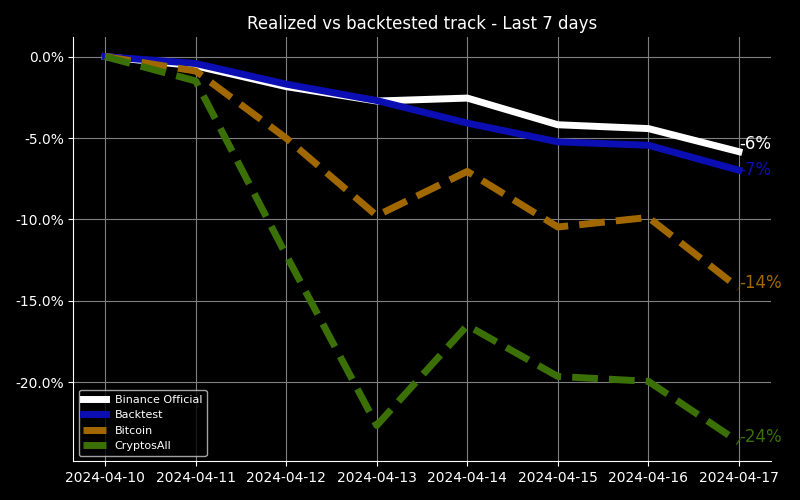 Realized vs backtested track - Last 7 days
0.0%
-5.0%
-10.0%
-15.0%
-20.0%
-6%
-7%
-14%
-24%
Binance Official
Backtest
Bitcoin
CryptosAll
2024-04-10 2024-04-11 2024-04-12 2024-04-13 2024-04-14 2024-04-15 2024-04-16 2024-04-17